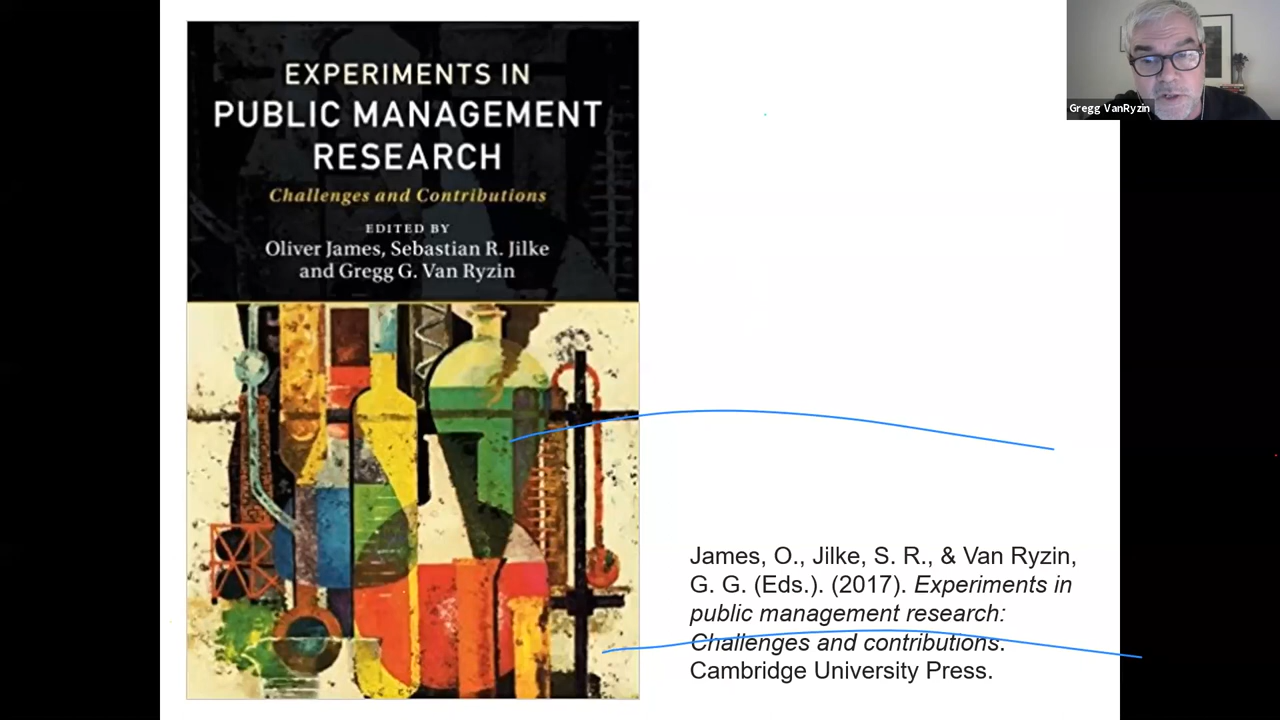 EXPERIMENTS IN
PUBLIC MANAGEMENT
RESEARCH
Challenges and Contributions
EDITED BY
Oliver James, Sebastian R. Jilke
and Gregg G. Van Ryzin
Gregg VanRyzin
James, O., Jilke, S. R., & Van Ryzin,
G. G. (Eds.). (2017). Experiments in
public management research:
Challenges and contributions.
Cambridge University Press.